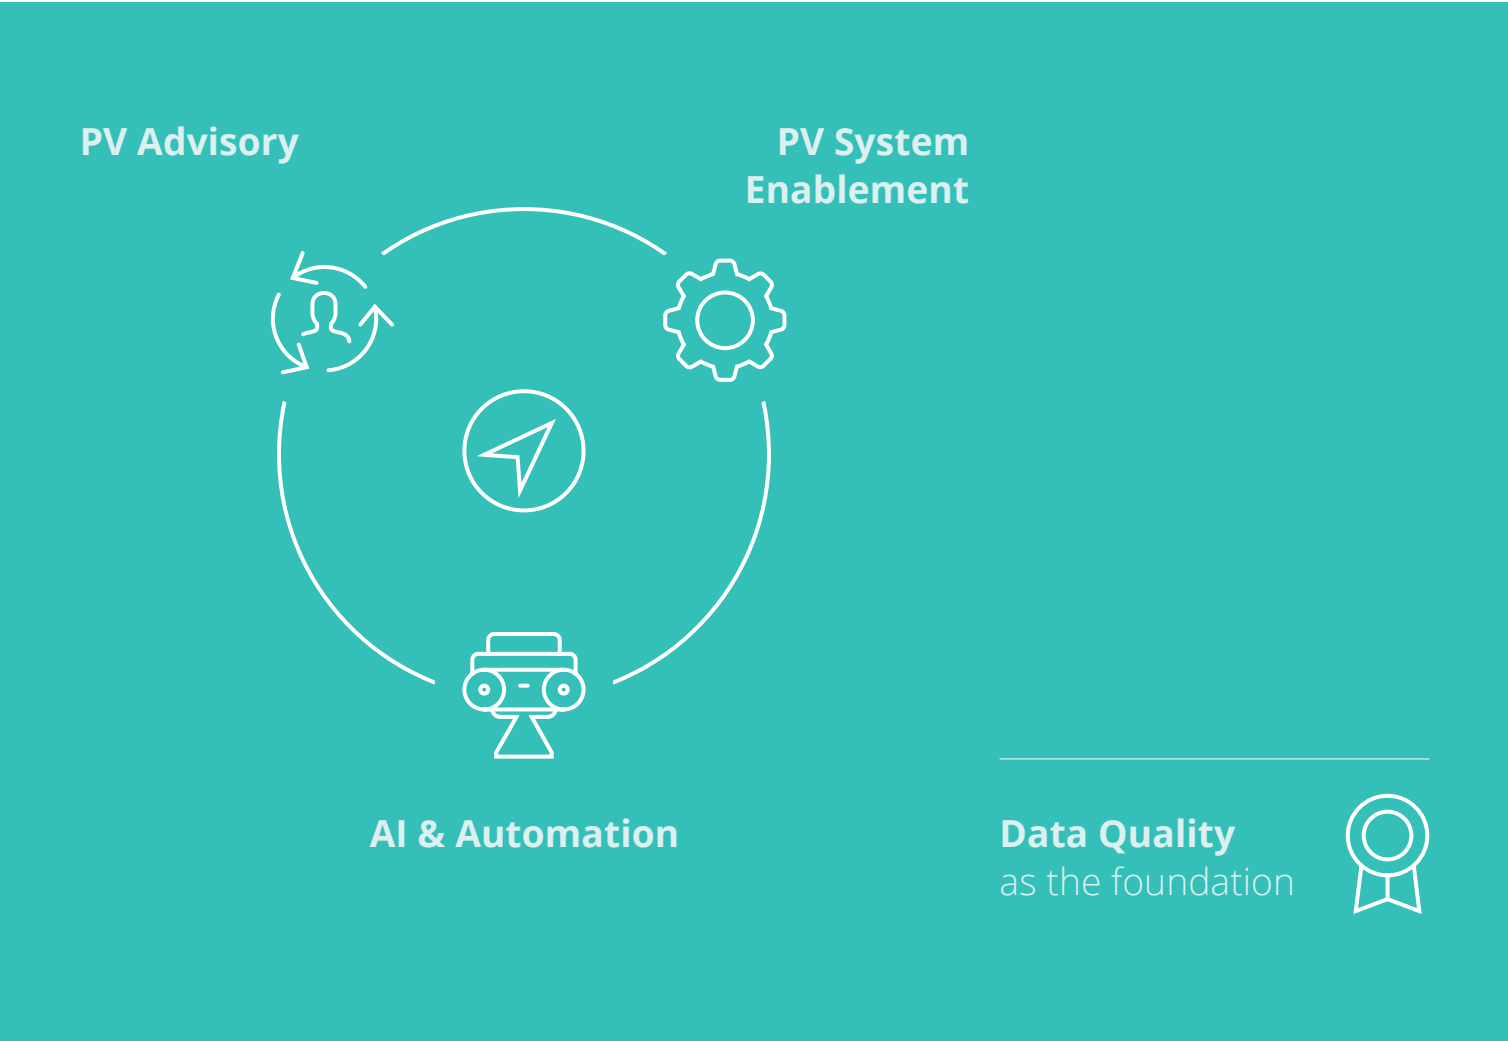 PV Advisory
PV System
Enablement
AI & Automation
Data Quality
as the foundation